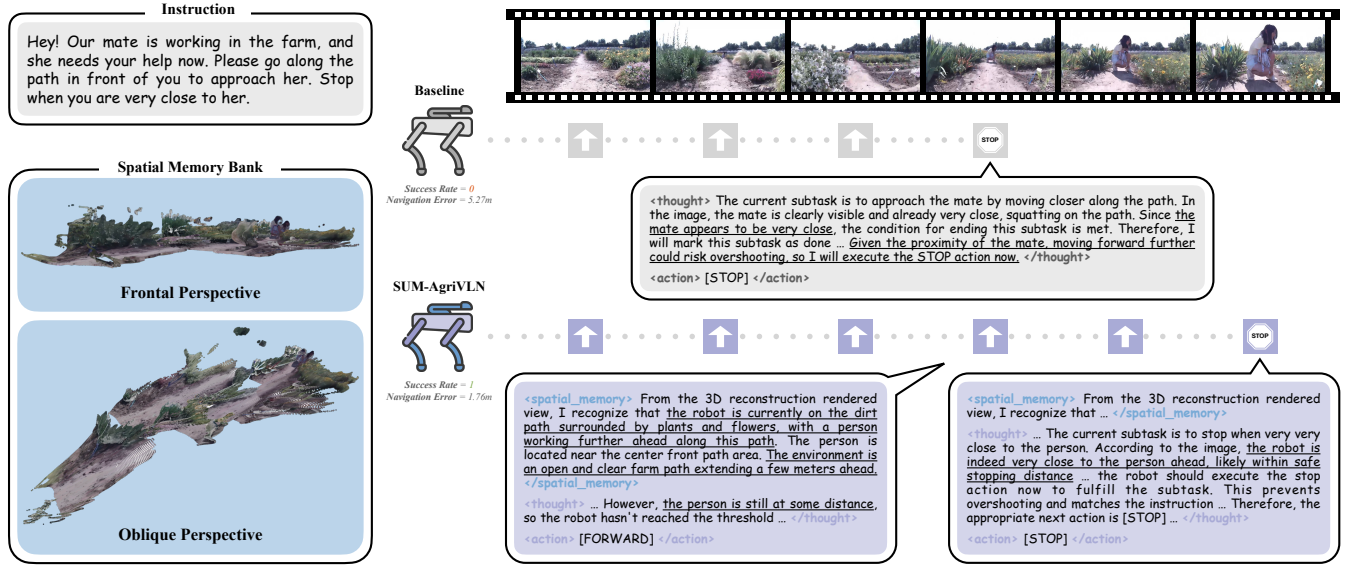 Instruction
Hey! Our mate is working in the farm, and
she needs your help now. Please go along the
path in front of you to approach her. Stop
when you are very close to her.
Spatial Memory Bank
Frontal Perspective
Oblique Perspective
Baseline
Success Rate = 0
Navigation Error = 5.27m
STOP
<thought> The current subtask is to approach the mate by moving closer along the path. In
the image, the mate is clearly visible and already very close, squatting on the path. Since the
mate appears to be very close, the condition for ending this subtask is met. Therefore, I
will mark this subtask as done … Given the proximity of the mate, moving forward further
could risk overshooting, so I will execute the STOP action now. </thought>
<action> [STOP] </action>
SUM-AgriVLN
Success Rate = 1
Navigation Error = 1.76m
STOP
<spatial_memory> From the 3D reconstruction rendered
view, I recognize that the robot is currently on the dirt
path surrounded by plants and flowers, with a person
working further ahead along this path. The person is
located near the center front path area. The environment is
an open and clear farm path extending a few meters ahead.
</spatial_memory>
<thought> … However, the person is still at some distance,
so the robot hasn't reached the threshold … </thought>
<action> [FORWARD] </action>
<spatial_memory> From the 3D reconstruction rendered
view, I recognize that … </spatial_memory>
<thought> … The current subtask is to stop when very very
close to the person. According to the image, the robot is
indeed very close to the person ahead, likely within safe
stopping distance … the robot should execute the stop
action now to fulfill the subtask. This prevents
overshooting and matches the instruction … Therefore, the
appropriate next action is [STOP] … </thought>
<action> [STOP] </action>